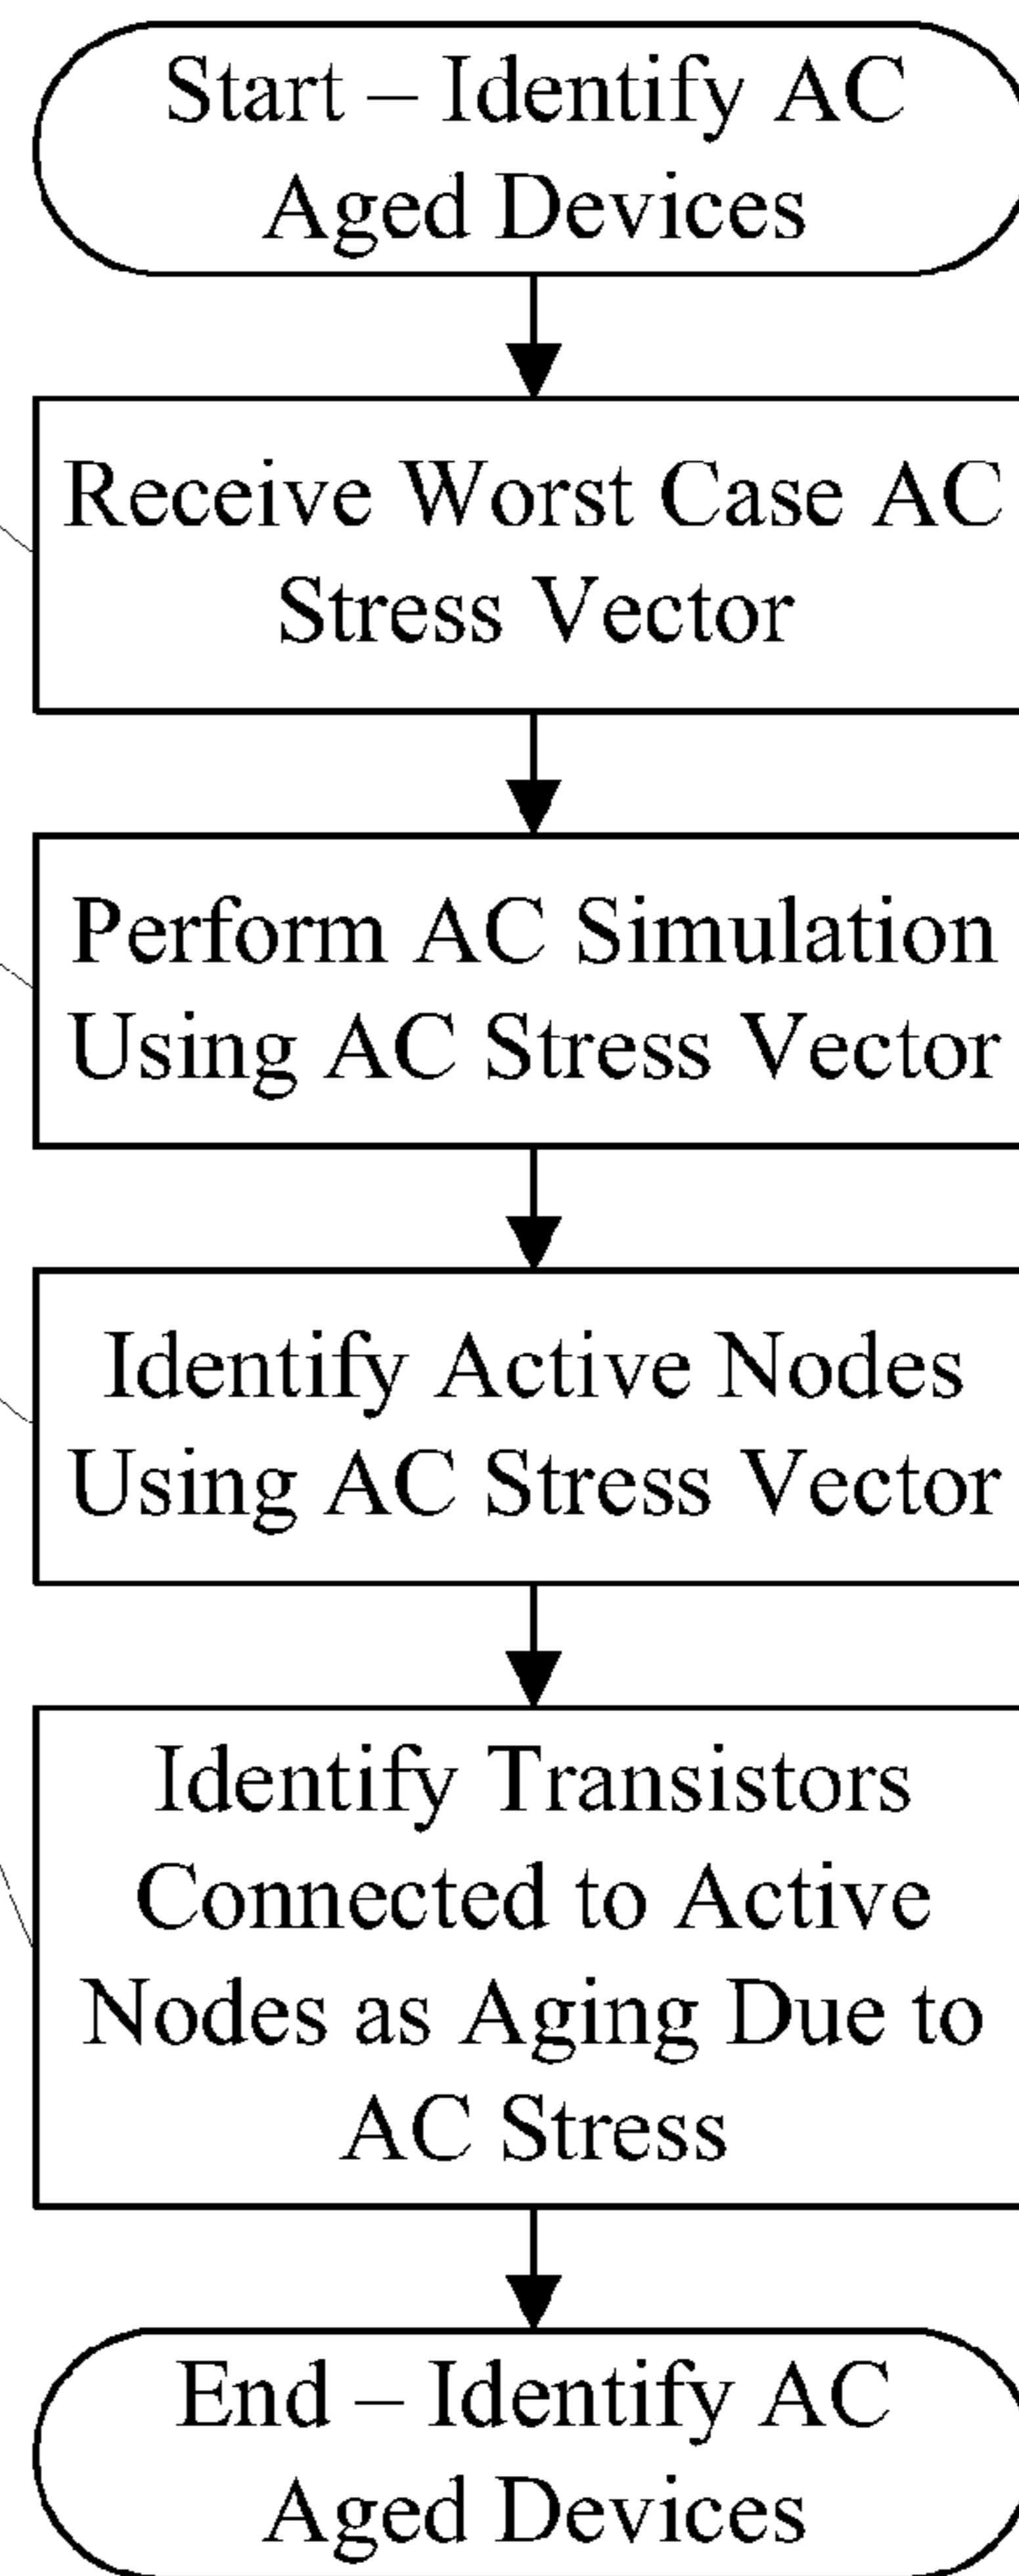 Start – Identify AC
Aged Devices
Receive Worst Case AC
Stress Vector
Perform AC Simulation
Using AC Stress Vector
Identify Active Nodes
Using AC Stress Vector
Identify Transistors
Connected to Active
Nodes as Aging Due to
AC Stress
End – Identify AC
Aged Devices